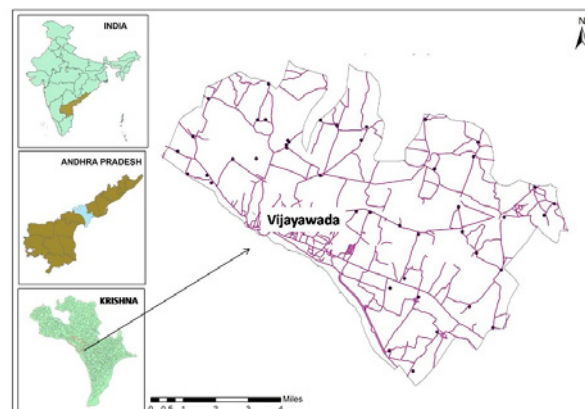 INDIA
N
ANDHRA PRADESH
Vijayawada
KRISHNA
Miles
0 0.5 1 2 3 4